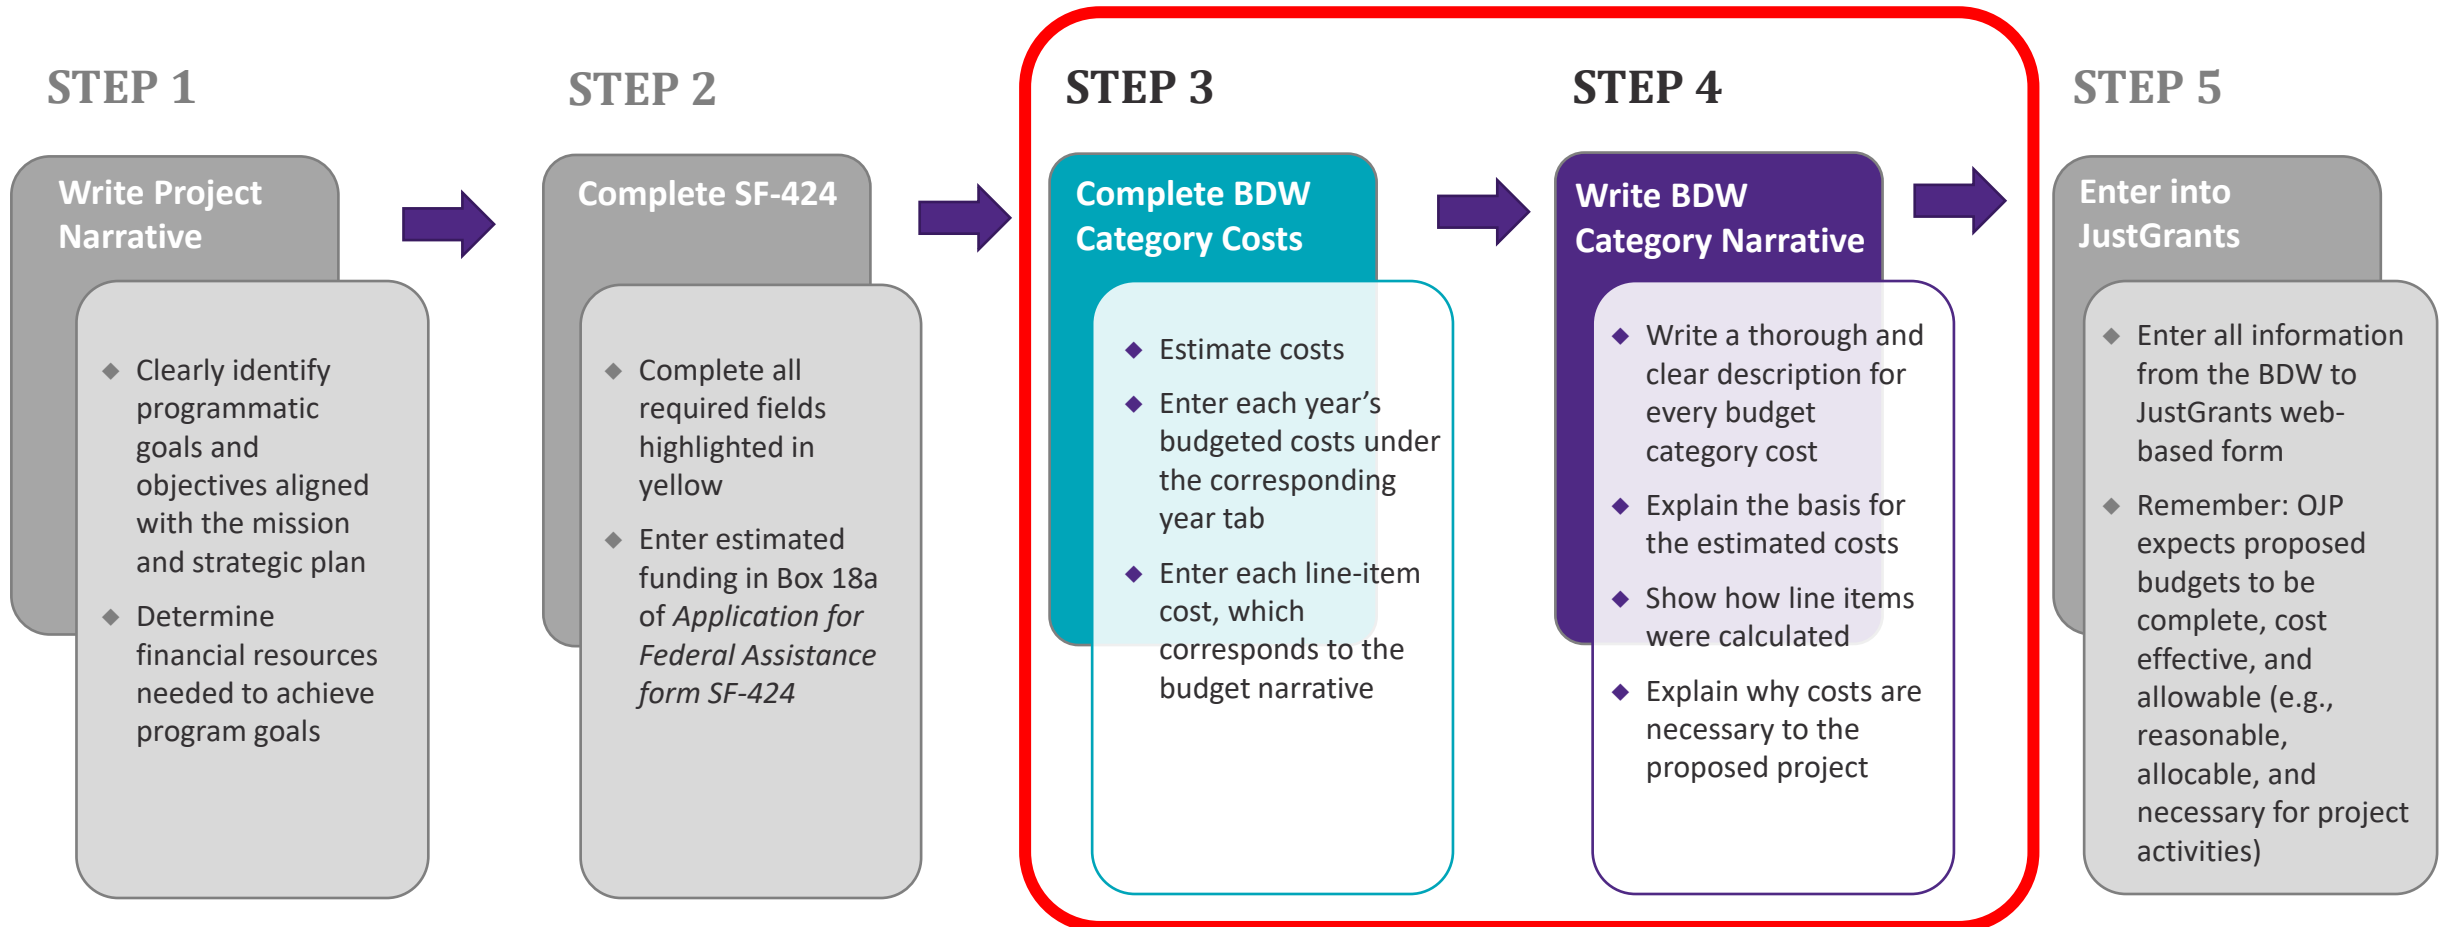 STEP 1
Write Project
Narrative
Clearly identify
programmatic
goals and
objectives aligned
with the mission
and strategic plan
Determine
financial resources
needed to achieve
program goals
STEP 2
Complete SF-424
Complete all
required fields
highlighted in
yellow
Enter estimated
funding in Box 18a
of Application for
Federal Assistance
form SF-424
STEP 3
Complete BDW
Category Costs
Estimate costs
Enter each year’s
budgeted costs under
the corresponding
year tab
Enter each line-item
cost, which
corresponds to the
budget narrative
STEP 4
Write BDW
Category Narrative
Write a thorough and
clear description for
every budget
category cost
Explain the basis for
the estimated costs
Show how line items
were calculated
Explain why costs are
necessary to the
proposed project
STEP 5
Enter into
JustGrants
Enter all information
from the BDW to
JustGrants web-
based form
Remember: OJP
expects proposed
budgets to be
complete, cost
effective, and
allowable (e.g.,
reasonable,
allocable, and
necessary for project
activities)